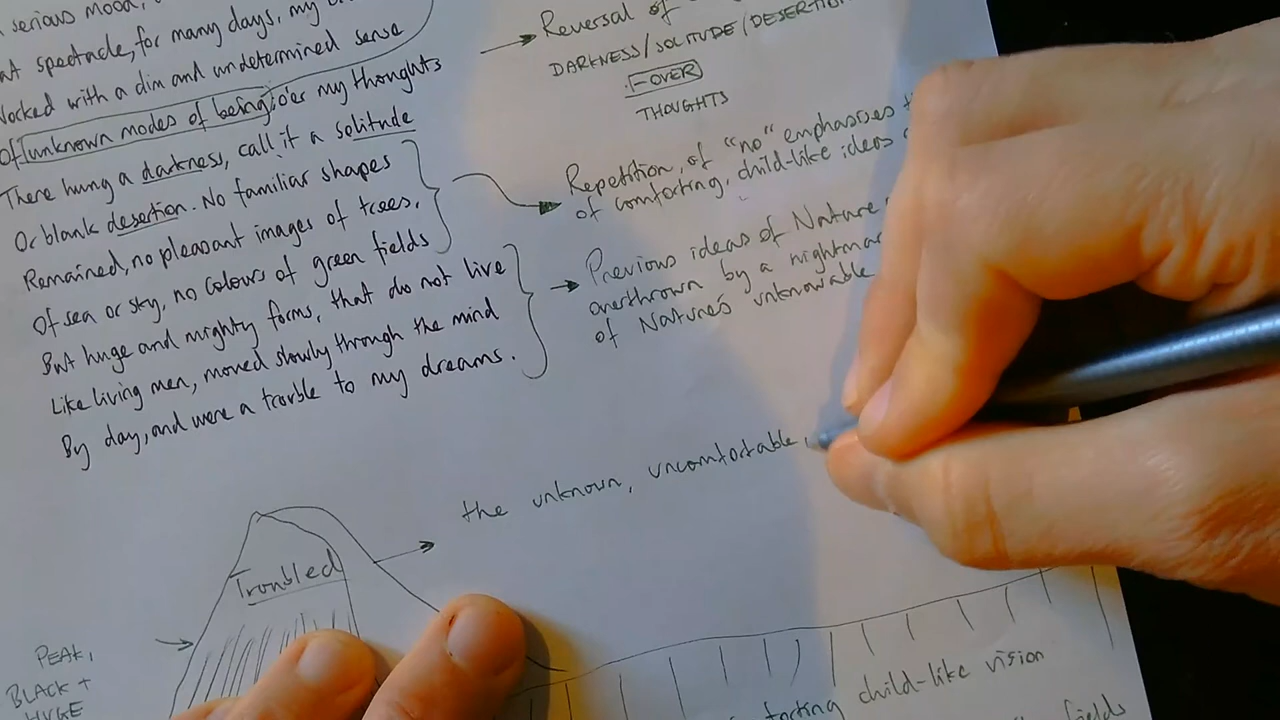 serious mood,
spectacle, for many days, my
with a dim and undetermined sense
Of unknown modes of being; o'er my thoughts
There hung a darkness, call it a solitude
Or blank desertion. No familiar shapes
Remained, no pleasant images of trees,
Of sea or sky, no colours of green fields
But huge and mighty forms, that do not live
Like living men, moved slowly through the mind
By day, and were a trouble to my dreams.
Reversal of
DARKNESS/SOLITUDE/DESERTION
OVER
THOUGHTS
Repetition of "no" emphasises
of comforting, child-like ideas
Previous ideas of Nature
overthrown by a
of Nature's unknowable
the unknown, uncomfortable,
Troubled
PEAK,
BLACK +
HUGE
child-like vision
fields